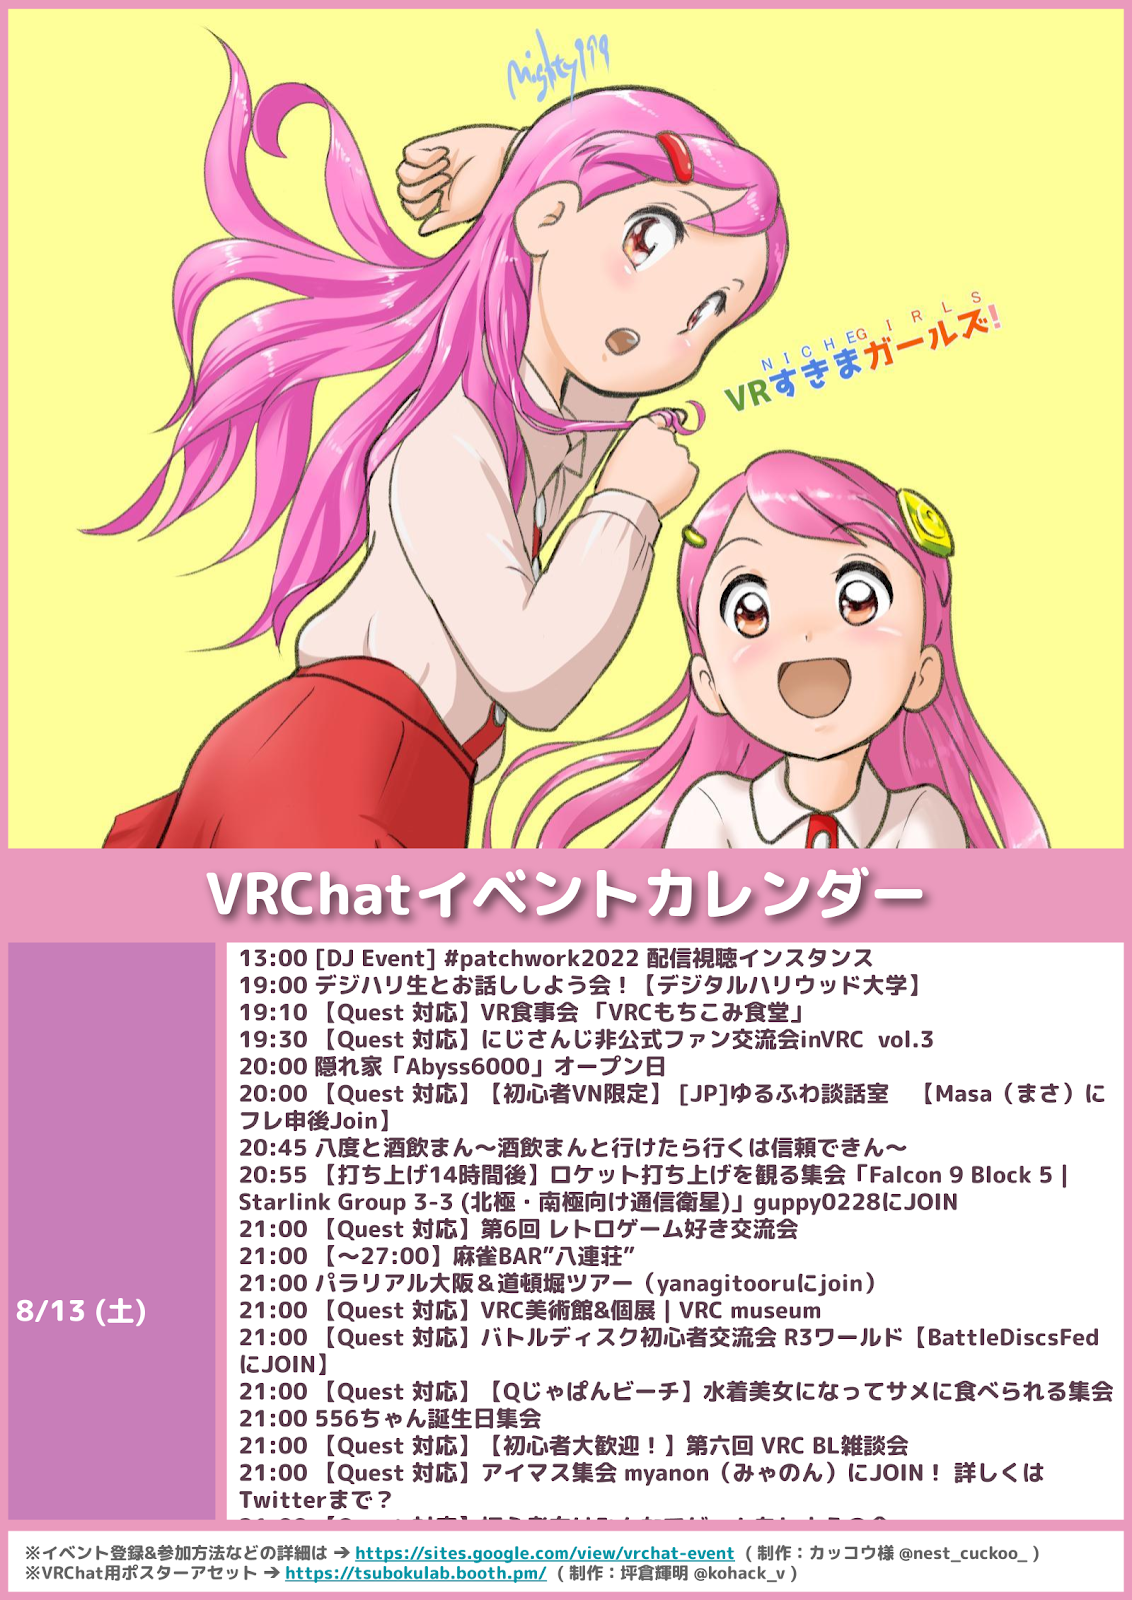 mighty199
NICHE GIRLS
VRすきまガールズ!
VRChatイベントカレンダー
8/13 (土)
13:00 [DJ Event] #patchwork2022 配信視聴インスタンス
19:00 デジハリ生とお話ししよう会！【デジタルハリウッド大学】
19:10 【Quest 対応】VR食事会 「VRCもちこみ食堂」
19:30 【Quest 対応】にじさんじ非公式ファン交流会inVRC vol.3
20:00 隠れ家「Abyss6000」オープン日
20:00 【Quest 対応】【初心者VN限定】 [JP]ゆるふわ談話室　【Masa（まさ）に
フレ申後Join】
20:45 八度と酒飲まん～酒飲まんと行けたら行くは信頼できん～
20:55 【打ち上げ14時間後】ロケット打ち上げを観る集会「Falcon 9 Block 5 |
Starlink Group 3-3 (北極・南極向け通信衛星)」guppy0228にJOIN
21:00 【Quest 対応】第6回 レトロゲーム好き交流会
21:00 【～27:00】麻雀BAR”八連荘”
21:00 パラリアル大阪＆道頓堀ツアー（yanagitooruにjoin）
21:00 【Quest 対応】VRC美術館&個展 | VRC museum
21:00 【Quest 対応】バトルディスク初心者交流会 R3ワールド【BattleDiscsFed
にJOIN】
21:00 【Quest 対応】【Qじゃぱんビーチ】水着美女になってサメに食べられる集会
21:00 556ちゃん誕生日集会
21:00 【Quest 対応】【初心者大歓迎！】第六回 VRC BL雑談会
21:00 【Quest 対応】アイマス集会 myanon（みゃのん）にJOIN！ 詳しくは
Twitterまで？
※イベント登録&参加方法などの詳細は ➔ https://sites.google.com/view/vrchat-event ( 制作：カッコウ様 @nest_cuckoo_ )
※VRChat用ポスターアセット ➔ https://tsubokulab.booth.pm/ ( 制作：坪倉輝明 @kohack_v )